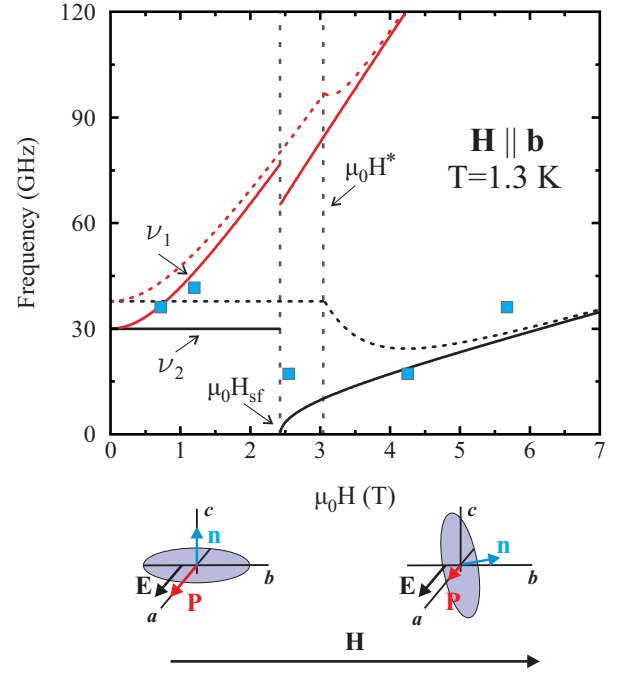 120
90
60
30
0
Frequency (GHz)
H || b
T=1.3 K
μ₀H*
ν₁
ν₂
μ₀Hsf
0 1 2 3 4 5 6 7
μ₀H (T)
c
n
b
E
P
a
c
n
b
E
P
a
H